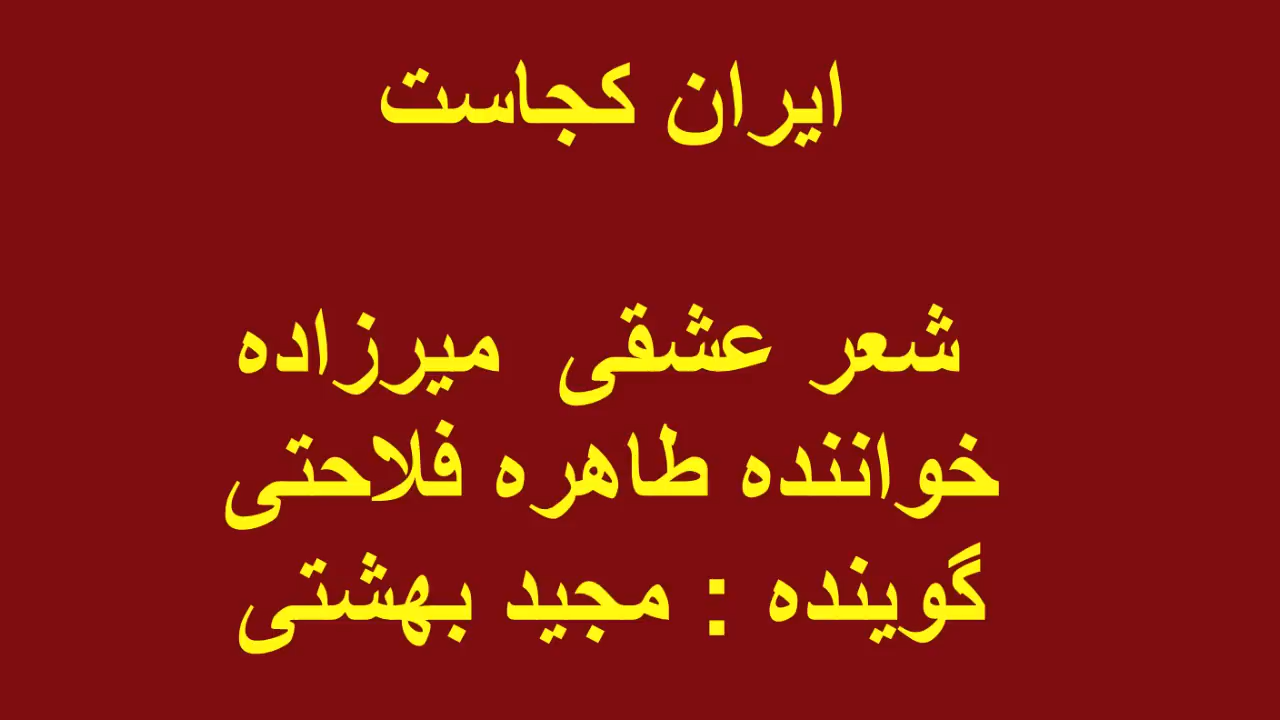 ایران کجاست
شعر عشقی میرزاده
خواننده طاهره فلاحتی
گوینده : مجید بهشتی